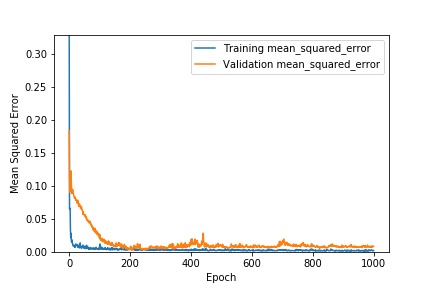 Training mean_squared_error
Validation mean_squared_error
0.30
0.25
0.20
0.15
0.10
0.05
0.00
Mean Squared Error
0 200 400 600 800 1000
Epoch